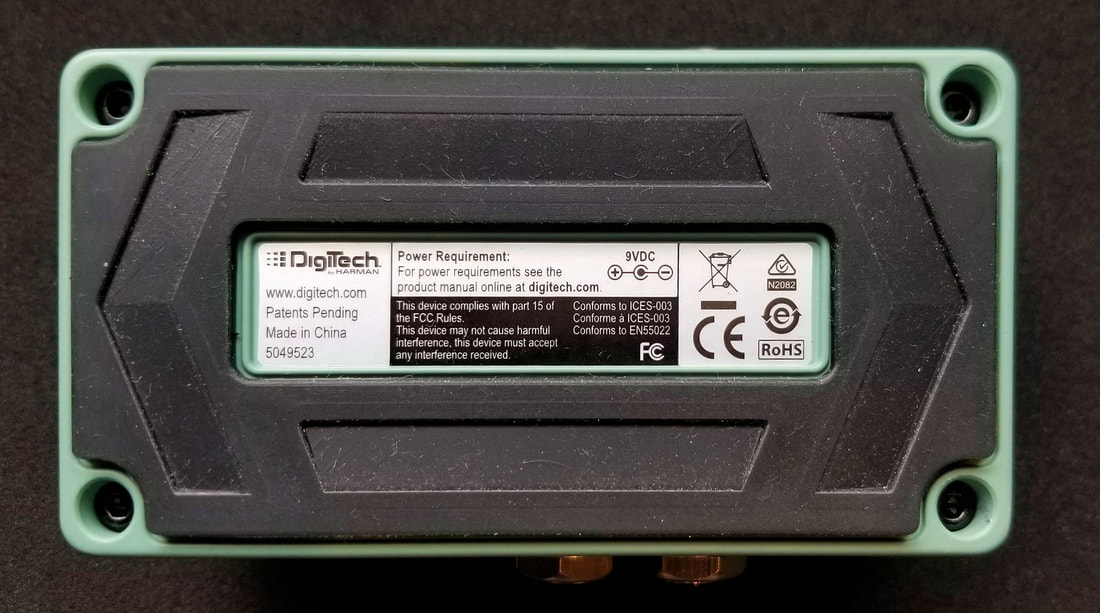 DigiTech
by HARMAN
www.digitech.com
Patents Pending
Made in China
5049523
Power Requirement:
For power requirements see the
product manual online at digitech.com.
9VDC
This device complies with part 15 of
the FCC Rules.
This device may not cause harmful
interference, this device must accept
any interference received.
Conforms to ICES-003
Conforme à ICES-003
Conforms to EN55022
FC
N2082
CE
e
RoHS